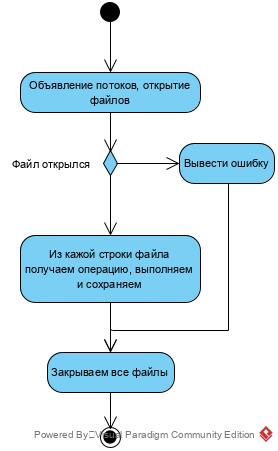 Объявление потоков, открытие
файлов
Файл открылся
Вывести ошибку
Из кажой строки файла
получаем операцию, выполняем
и сохраняем
Закрываем все файлы
Powered By Visual Paradigm Community Edition